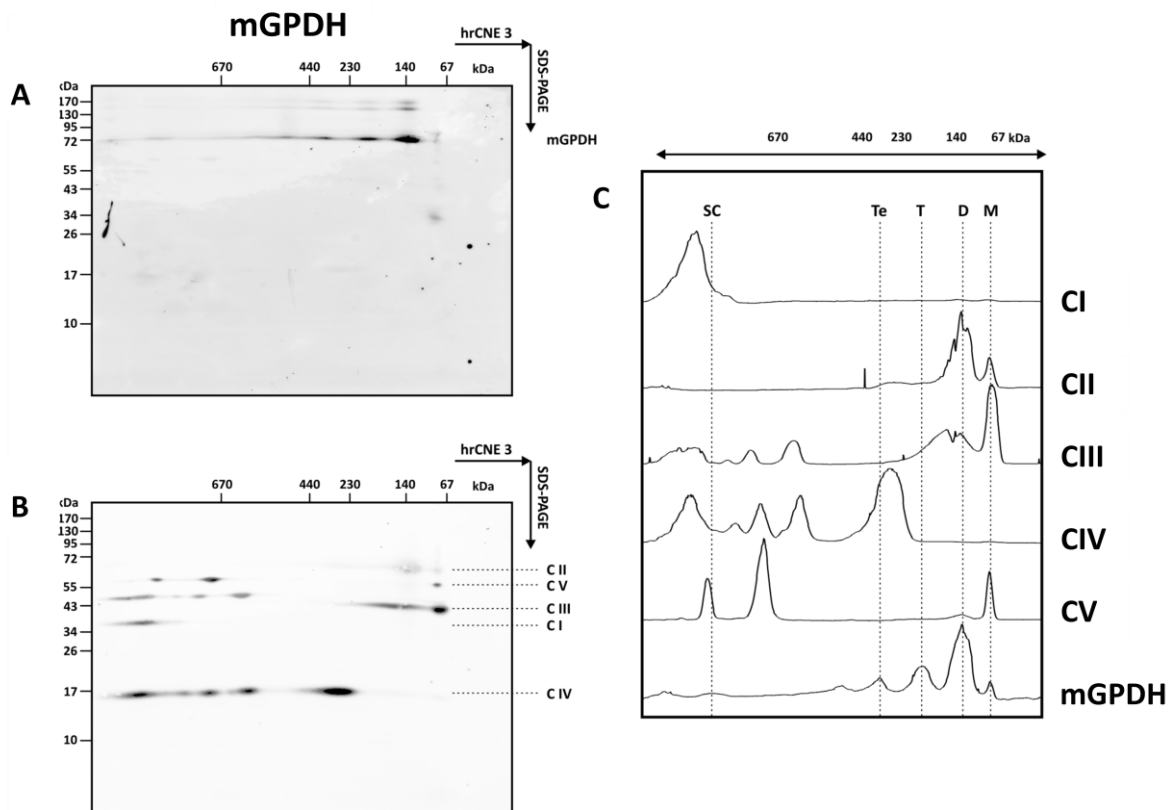 mGPDH
hrCNE 3
SDS-PAGE
670 440 230 140 67 kDa
A
kDa
170
130
95
72
mGPDH
55
43
34
26
17
10
hrCNE 3
SDS-PAGE
670 440 230 140 67 kDa
B
kDa
170
130
95
72
55
43
34
26
17
10
C II
C V
C III
C I
C IV
C
670 440 230 140 67 kDa
SC Te T D M
CI
CII
CIII
CIV
CV
mGPDH